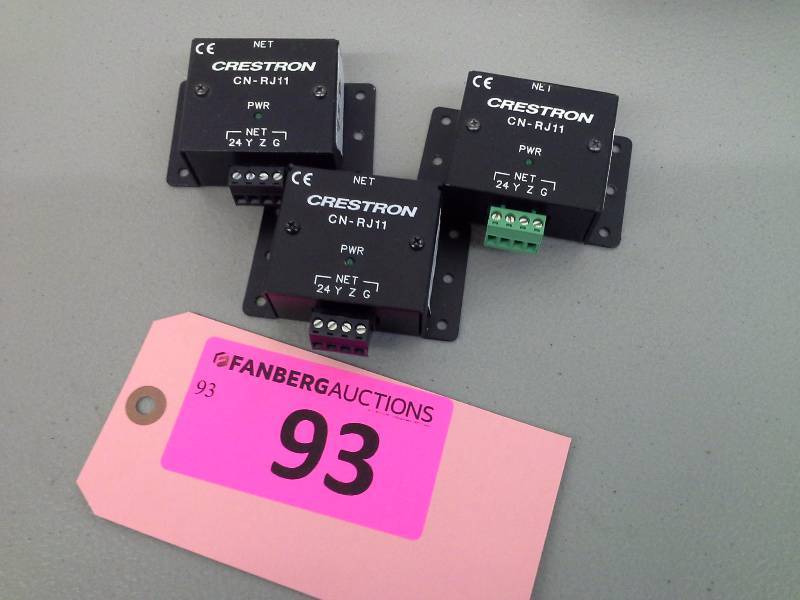 CE NET
CRESTRON
CN-RJ11
PWR
NET
24 Y Z G
CE NET
CRESTRON
CN-RJ11
PWR
NET
24 Y Z G
CE NET
CRESTRON
CN-RJ11
PWR
NET
24 Y Z G
FANBERGAUCTIONS
93
93